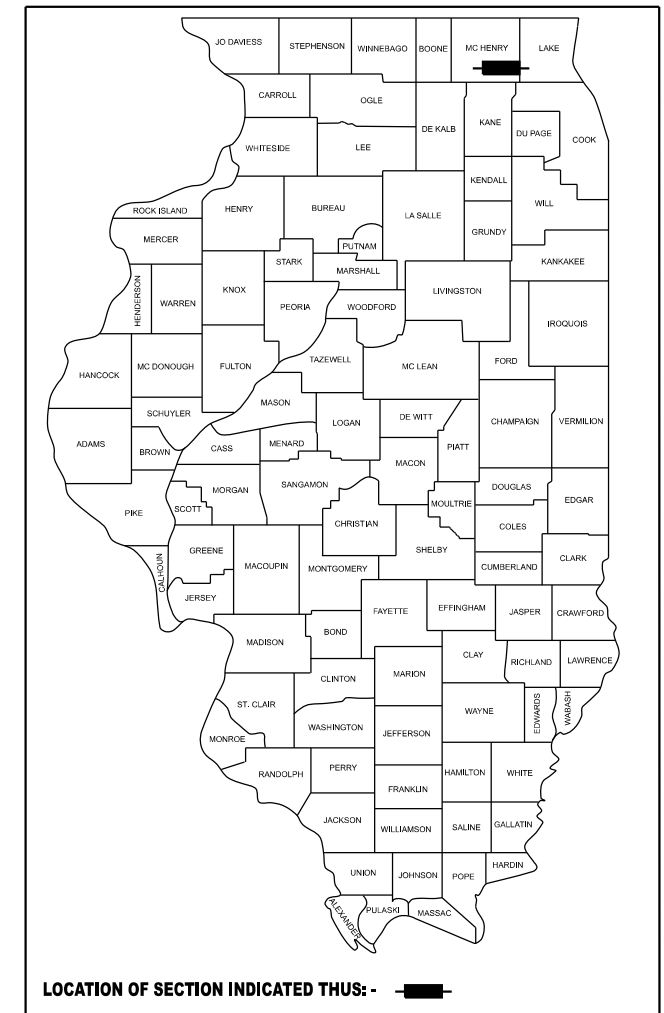 JO DAVIESS
STEPHENSON
WINNEBAGO
BOONE
MC HENRY
LAKE
CARROLL
OGLE
DE KALB
KANE
DU PAGE
COOK
WHITESIDE
LEE
KENDALL
WILL
ROCK ISLAND
HENRY
BUREAU
LA SALLE
GRUNDY
MERCER
PUTNAM
STARK
MARSHALL
KANKAKEE
HENDERSON
WARREN
KNOX
PEORIA
WOODFORD
LIVINGSTON
IROQUOIS
HANCOCK
MC DONOUGH
FULTON
TAZEWELL
MC LEAN
FORD
MASON
SCHUYLER
LOGAN
DE WITT
CHAMPAIGN
VERMILION
ADAMS
BROWN
CASS
MENARD
PIATT
MACON
MORGAN
SANGAMON
DOUGLAS
EDGAR
PIKE
SCOTT
MOULTRIE
CHRISTIAN
COLES
GREENE
SHELBY
CALHOUN
MACOUPIN
MONTGOMERY
CUMBERLAND
CLARK
JERSEY
FAYETTE
EFFINGHAM
JASPER
CRAWFORD
MADISON
BOND
CLAY
RICHLAND
LAWRENCE
CLINTON
MARION
ST. CLAIR
WAYNE
EDWARDS
WABASH
WASHINGTON
JEFFERSON
MONROE
RANDOLPH
PERRY
HAMILTON
WHITE
FRANKLIN
JACKSON
WILLIAMSON
SALINE
GALLATIN
UNION
JOHNSON
POPE
HARDIN
ALEXANDER
PULASKI
MASSAC
LOCATION OF SECTION INDICATED THUS: -